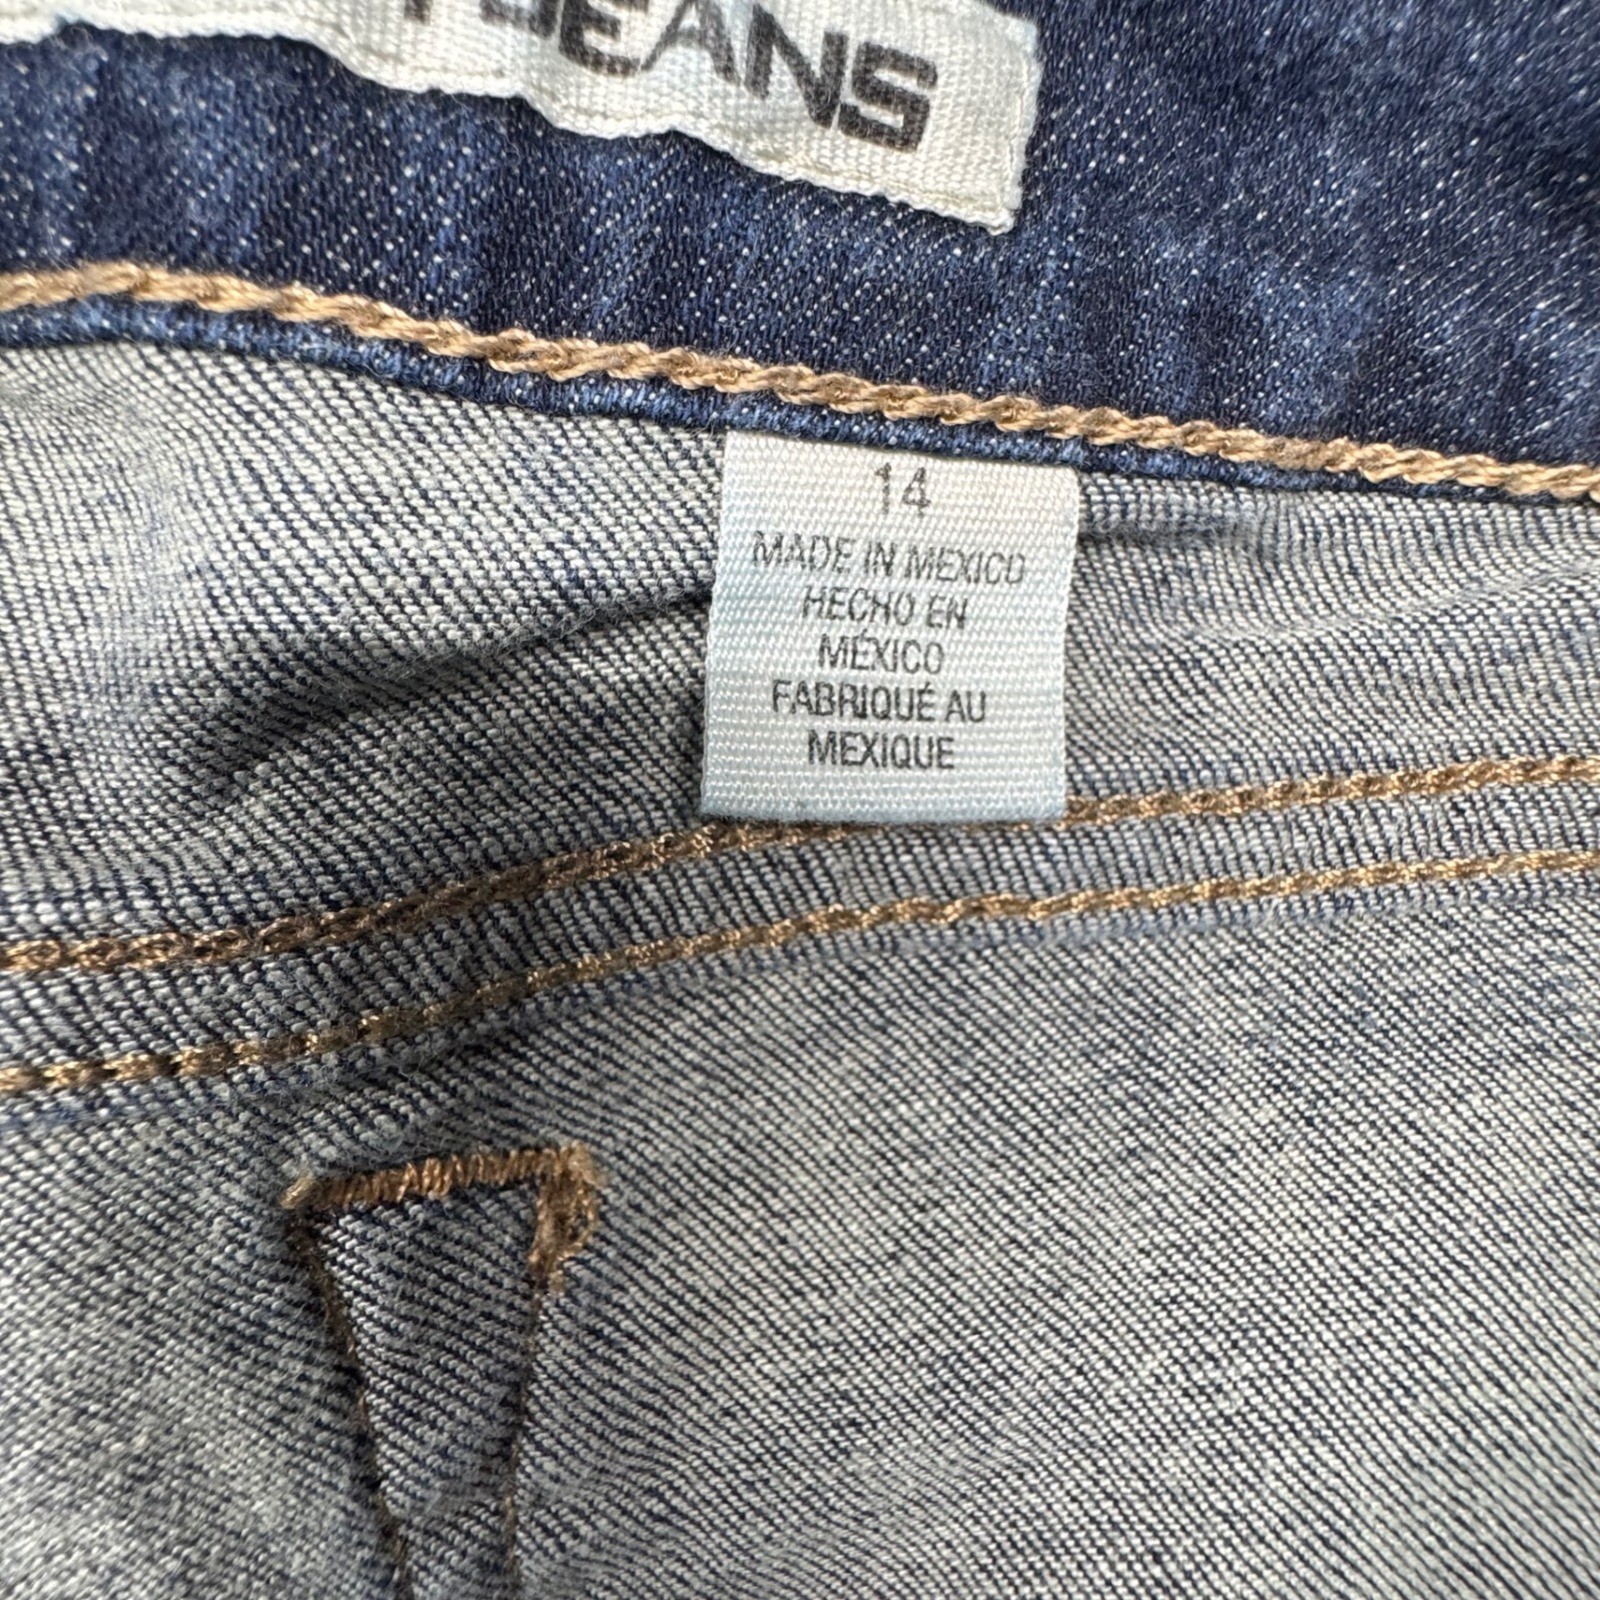 JEANS
14
MADE IN MEXICO
HECHO EN
MÉXICO
FABRIQUÉ AU
MEXIQUE